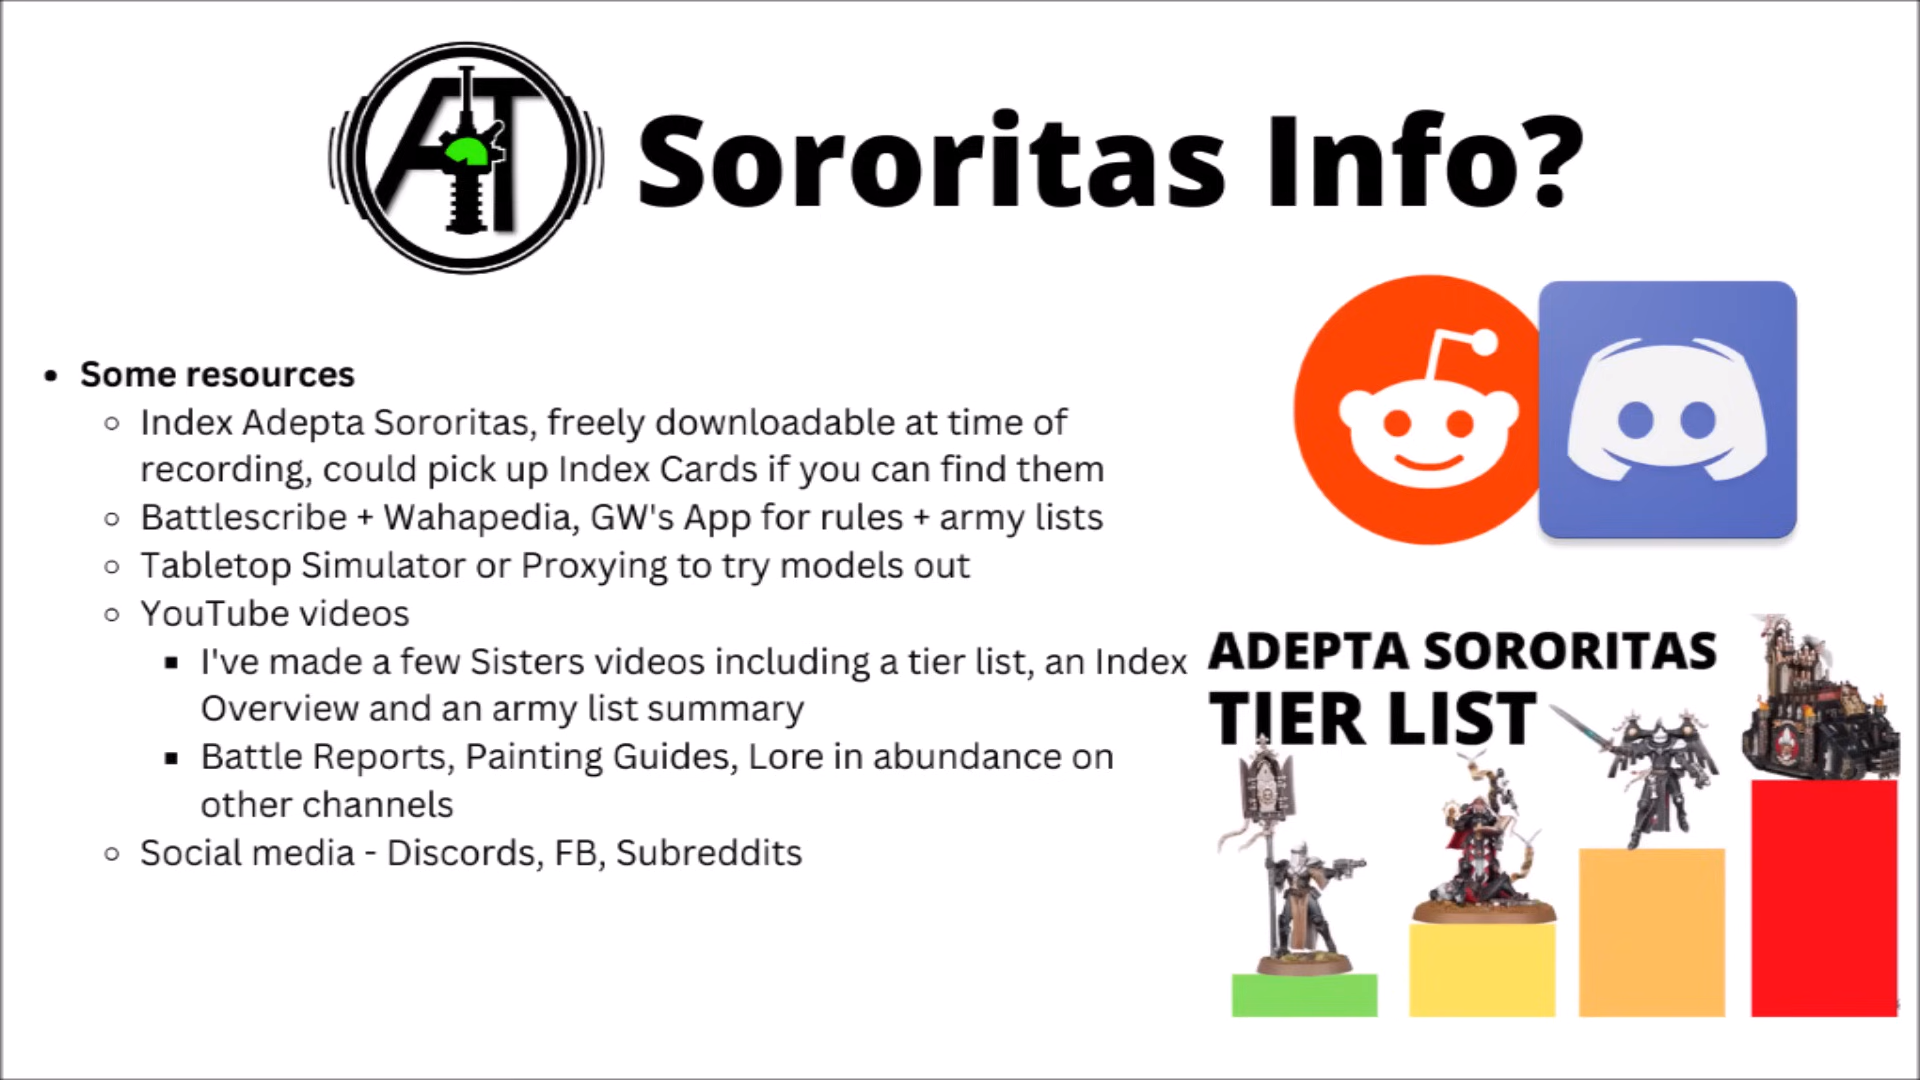 AT
Sororitas Info?
• Some resources
◦ Index Adepta Sororitas, freely downloadable at time of
recording, could pick up Index Cards if you can find them
◦ Battlescribe + Wahapedia, GW's App for rules + army lists
◦ Tabletop Simulator or Proxying to try models out
◦ YouTube videos
▪ I've made a few Sisters videos including a tier list, an Index
Overview and an army list summary
▪ Battle Reports, Painting Guides, Lore in abundance on
other channels
◦ Social media - Discords, FB, Subreddits
ADEPTA SORORITAS
TIER LIST